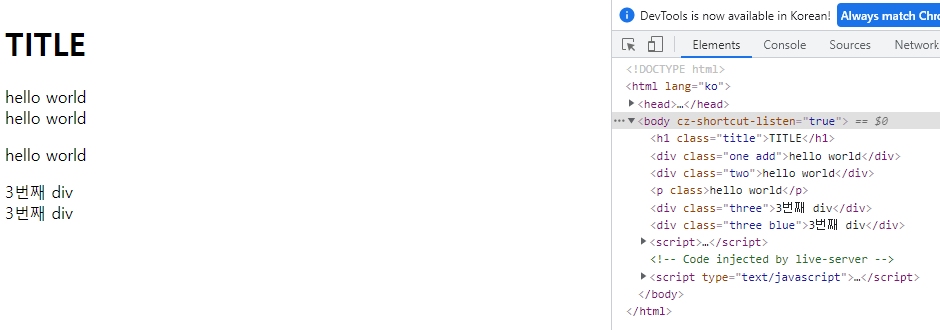 TITLE
hello world
hello world
hello world
3번째 div
3번째 div
DevTools is now available in Korean!
Always match Chro
Elements Console Sources Network
<!DOCTYPE html>
<html lang="ko">
<head>…</head>
<body cz-shortcut-listen="true"> == $0
<h1 class="title">TITLE</h1>
<div class="one add">hello world</div>
<div class="two">hello world</div>
<p class>hello world</p>
<div class="three">3번째 div</div>
<div class="three blue">3번째 div</div>
<script>…</script>
<!-- Code injected by live-server -->
<script type="text/javascript">…</script>
</body>
</html>